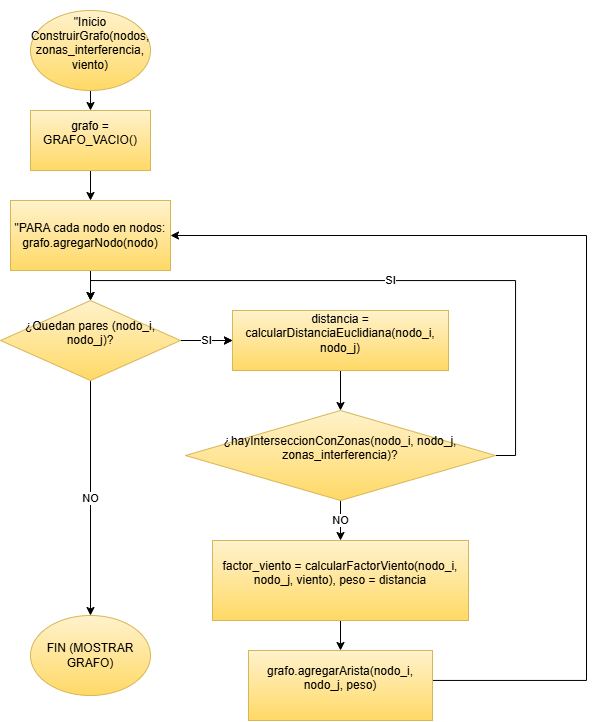 "Inicio
ConstruirGrafo(nodos,
zonas_interferencia,
viento)
grafo =
GRAFO_VACIO()
"PARA cada nodo en nodos:
grafo.agregarNodo(nodo)
SI
¿Quedan pares (nodo_i,
nodo_j)?
SI
distancia =
calcularDistanciaEuclidiana(nodo_i,
nodo_j)
¿hayInterseccionConZonas(nodo_i, nodo_j,
zonas_interferencia)?
NO
NO
factor_viento = calcularFactorViento(nodo_i,
nodo_j, viento), peso = distancia
FIN (MOSTRAR
GRAFO)
grafo.agregarArista(nodo_i,
nodo_j, peso)